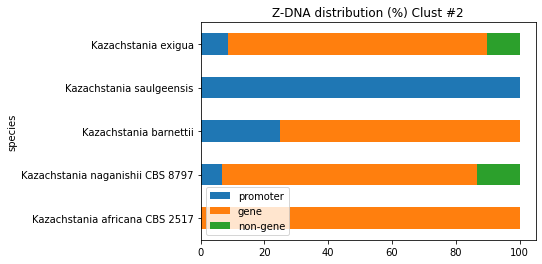 Z-DNA distribution (%) Clust #2
species
Kazachstania exigua
Kazachstania saulgeensis
Kazachstania barnettii
Kazachstania naganishii CBS 8797
Kazachstania africana CBS 2517
promoter
gene
non-gene
0 20 40 60 80 100